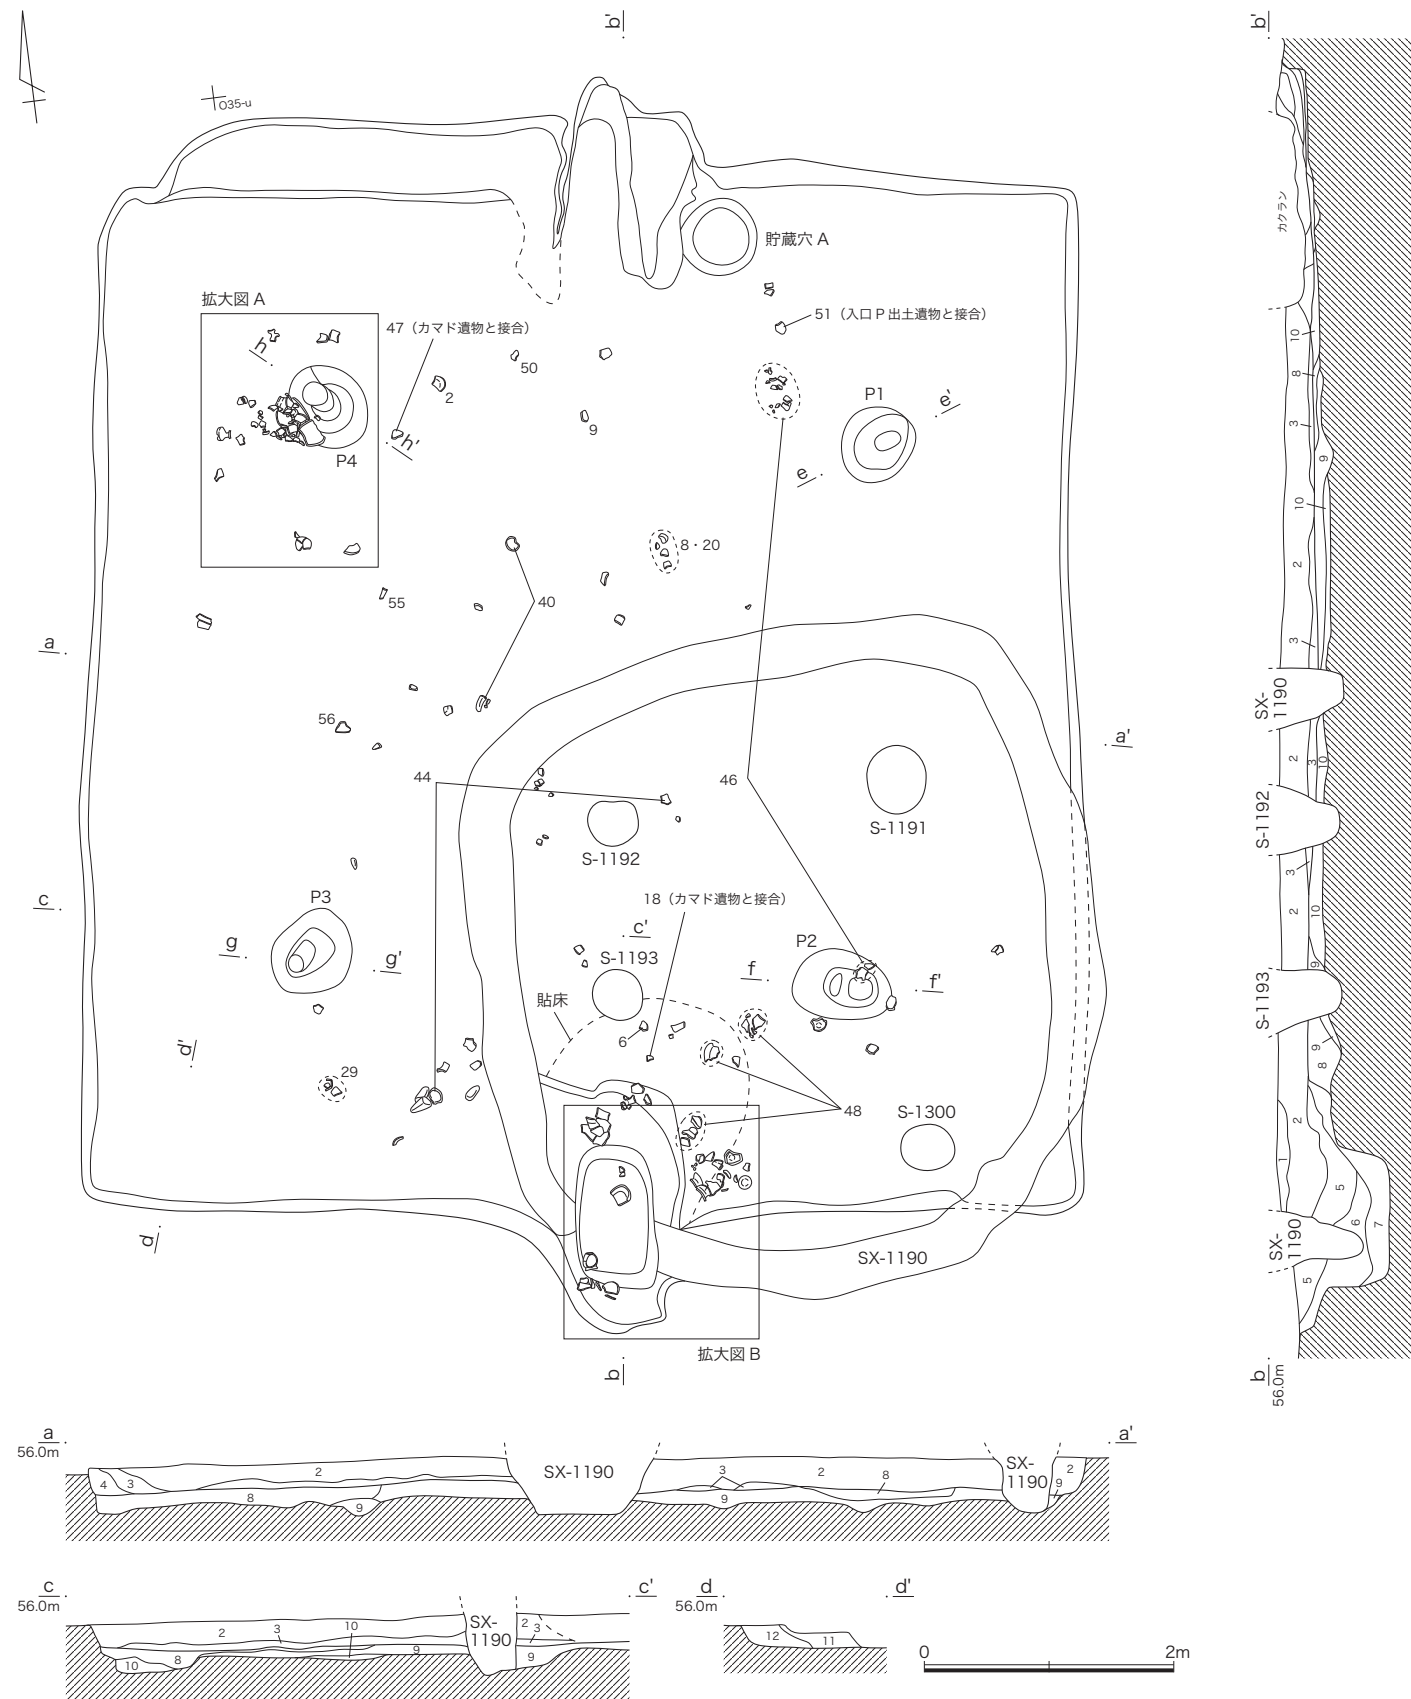 b'
b'
O35-u
カクラン
貯蔵穴 A
拡大図 A
47（カマド遺物と接合）
51（入口 P 出土遺物と接合）
h
50
2
9
P1
e'
e
h'
P4
8・20
40
55
a
56
a'
44
46
S-1191
S-1192
18（カマド遺物と接合）
c
P3
c'
P2
g
g'
S-1193
f
f'
貼床
6
d'
29
48
S-1300
d
SX-1190
拡大図 B
b
10
8
3
9
10
2
3
SX-
1190
2
3
10
S-1192
3
2
10
9
S-1193
9
8
2
1
5
6
7
SX-
1190
5
b
56.0m
a
56.0m
a'
4
3
2
8
9
SX-1190
3
2
8
9
SX-
1190
9
2
c
56.0m
c'
2
3
10
10
8
9
SX-
1190
2
3
9
d
56.0m
d'
12
11
0
2m